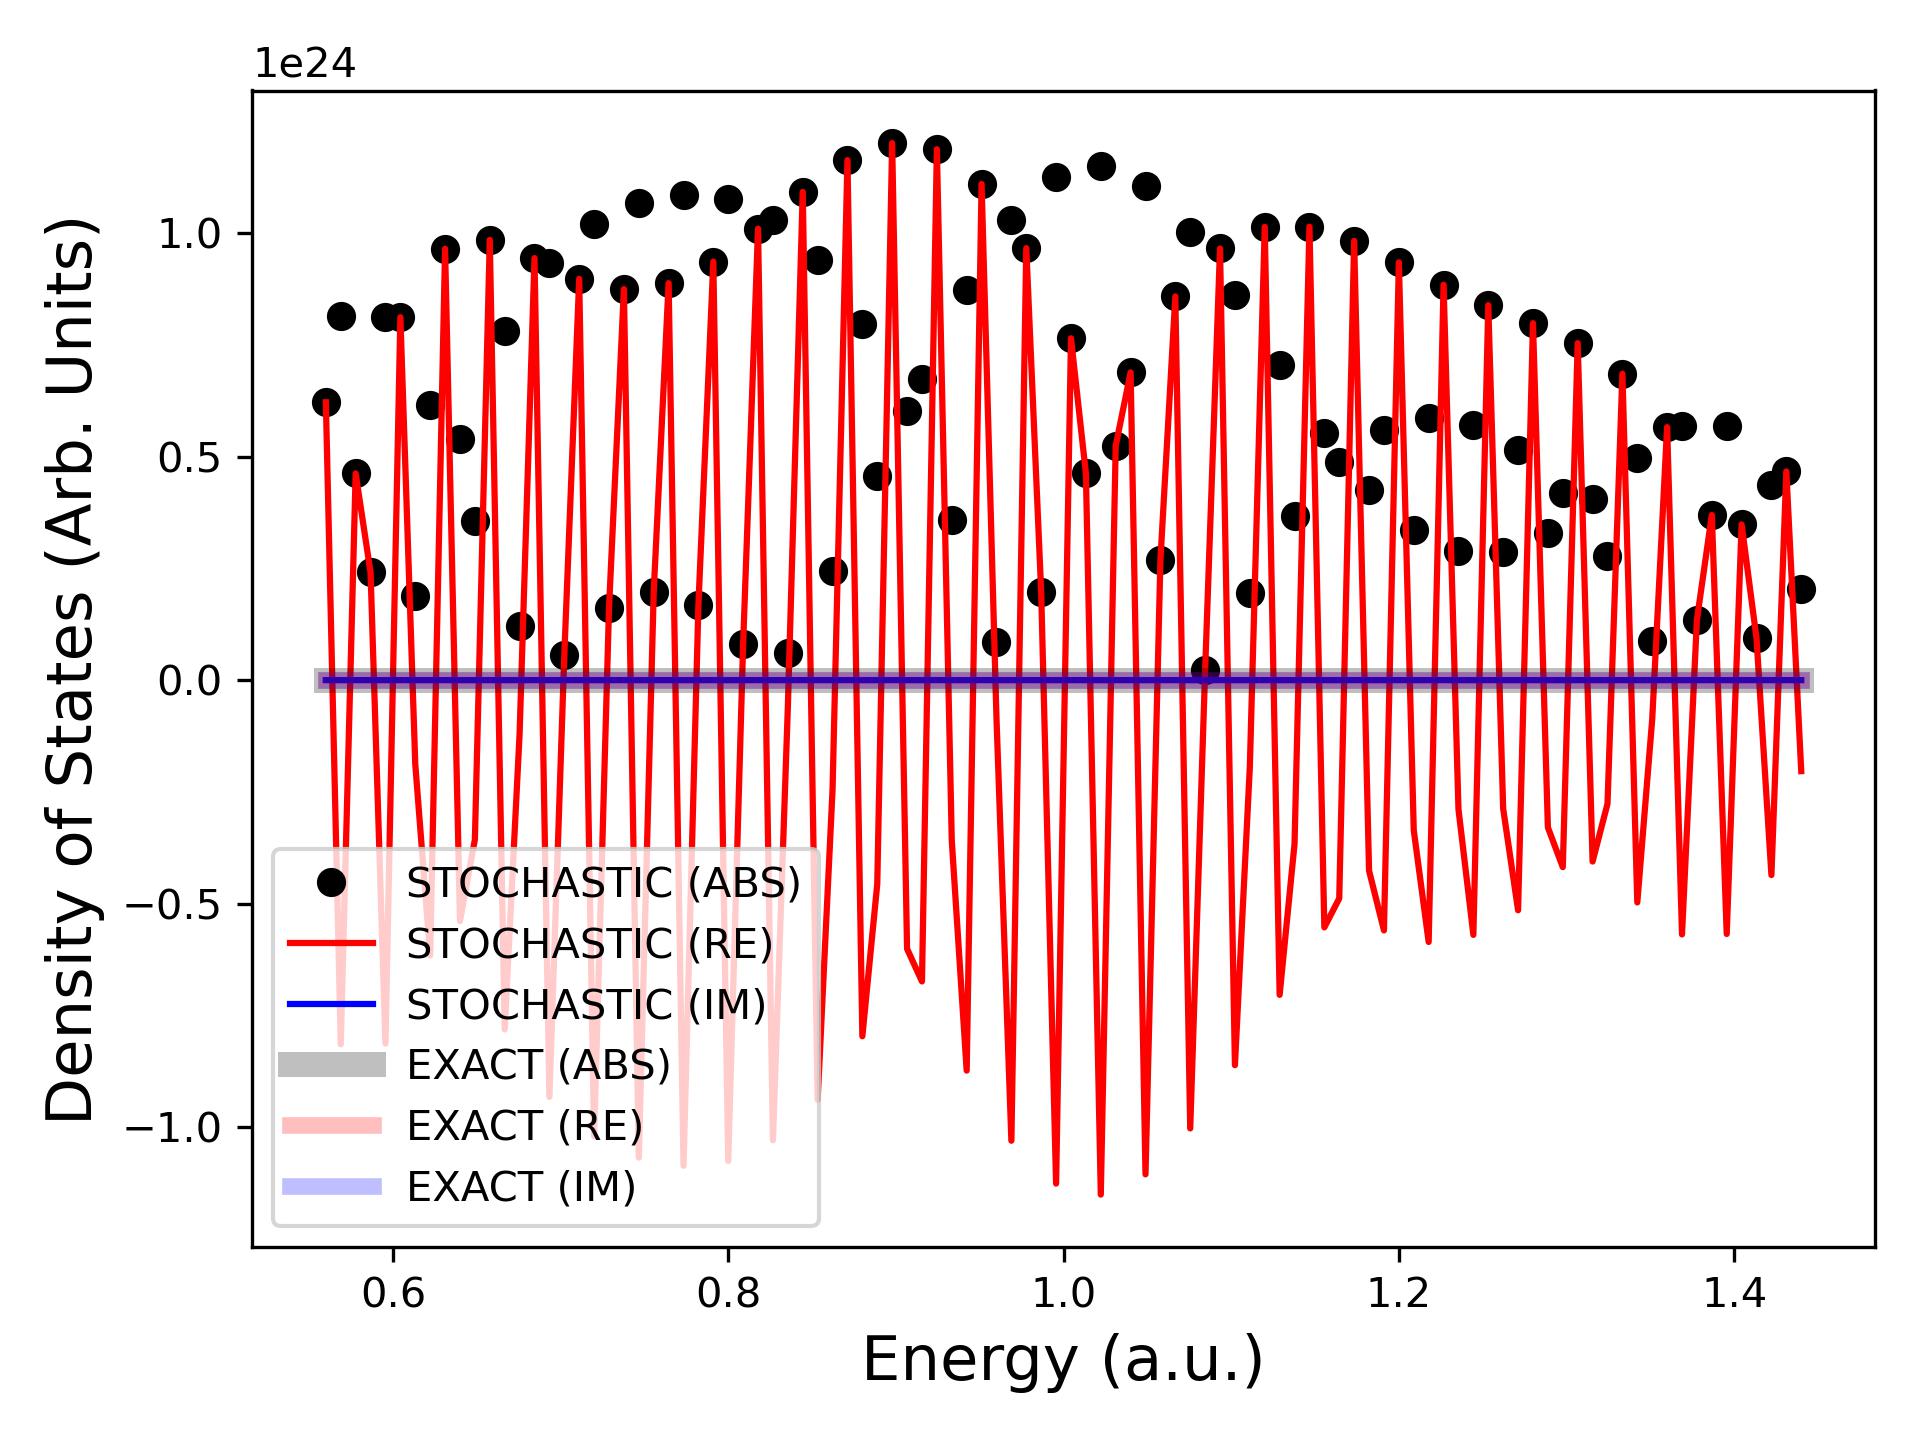 1e24
Density of States (Arb. Units)
1.0
0.5
0.0
−0.5
−1.0
STOCHASTIC (ABS)
STOCHASTIC (RE)
STOCHASTIC (IM)
EXACT (ABS)
EXACT (RE)
EXACT (IM)
0.6 0.8 1.0 1.2 1.4
Energy (a.u.)